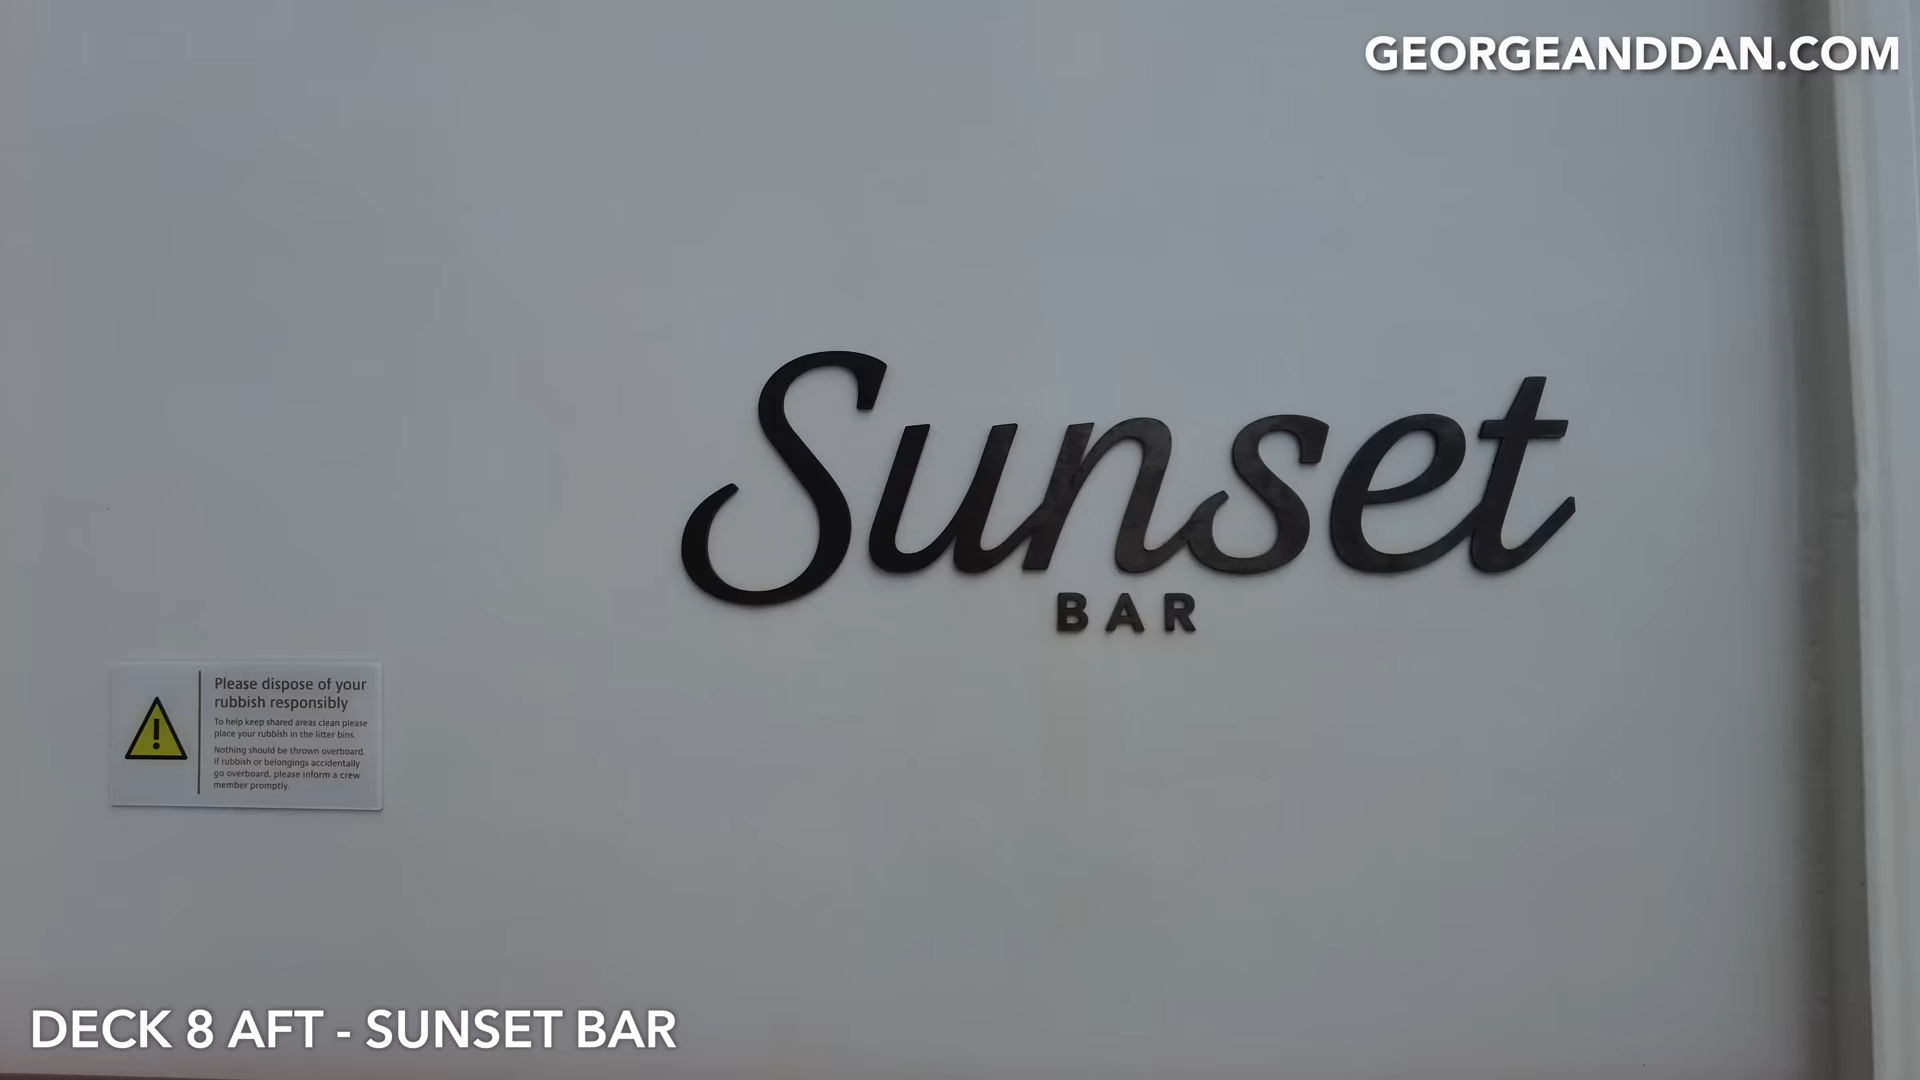 GEORGEANDDAN.COM
Sunset
BAR
Please dispose of your
rubbish responsibly
To help keep shared areas clean please
place your rubbish in the litter bins.
Nothing should be thrown overboard.
If rubbish or belongings accidentally
go overboard, please inform a crew
member promptly.
DECK 8 AFT - SUNSET BAR